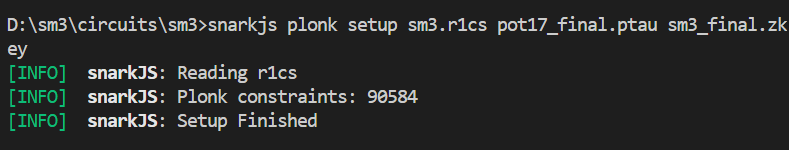 D:\sm3\circuits\sm3>snarkjs plonk setup sm3.r1cs pot17_final.ptau sm3_final.zk
ey
[INFO]  snarkJS: Reading r1cs
[INFO]  snarkJS: Plonk constraints: 90584
[INFO]  snarkJS: Setup Finished